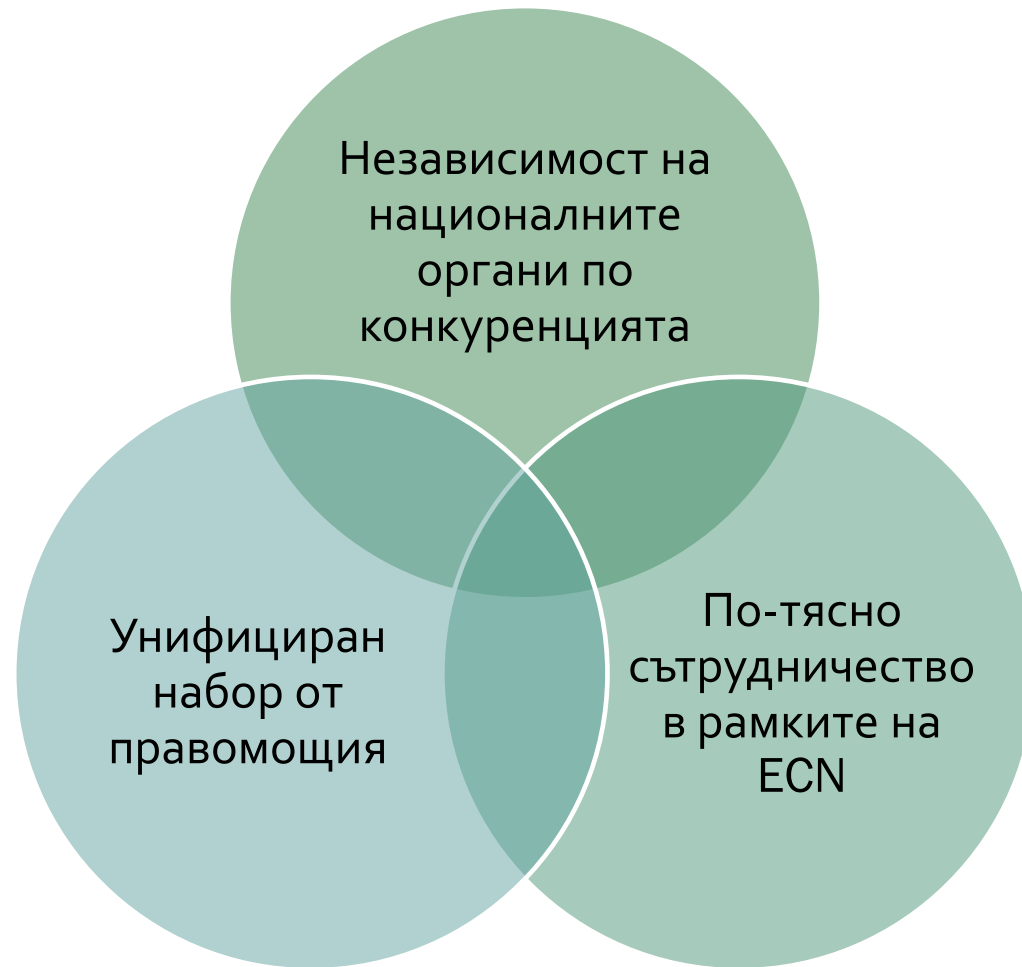 Независимост на
националните
органи по
конкуренцията
Унифициран
набор от
правомощия
По-тясно
сътрудничество
в рамките на
ECN